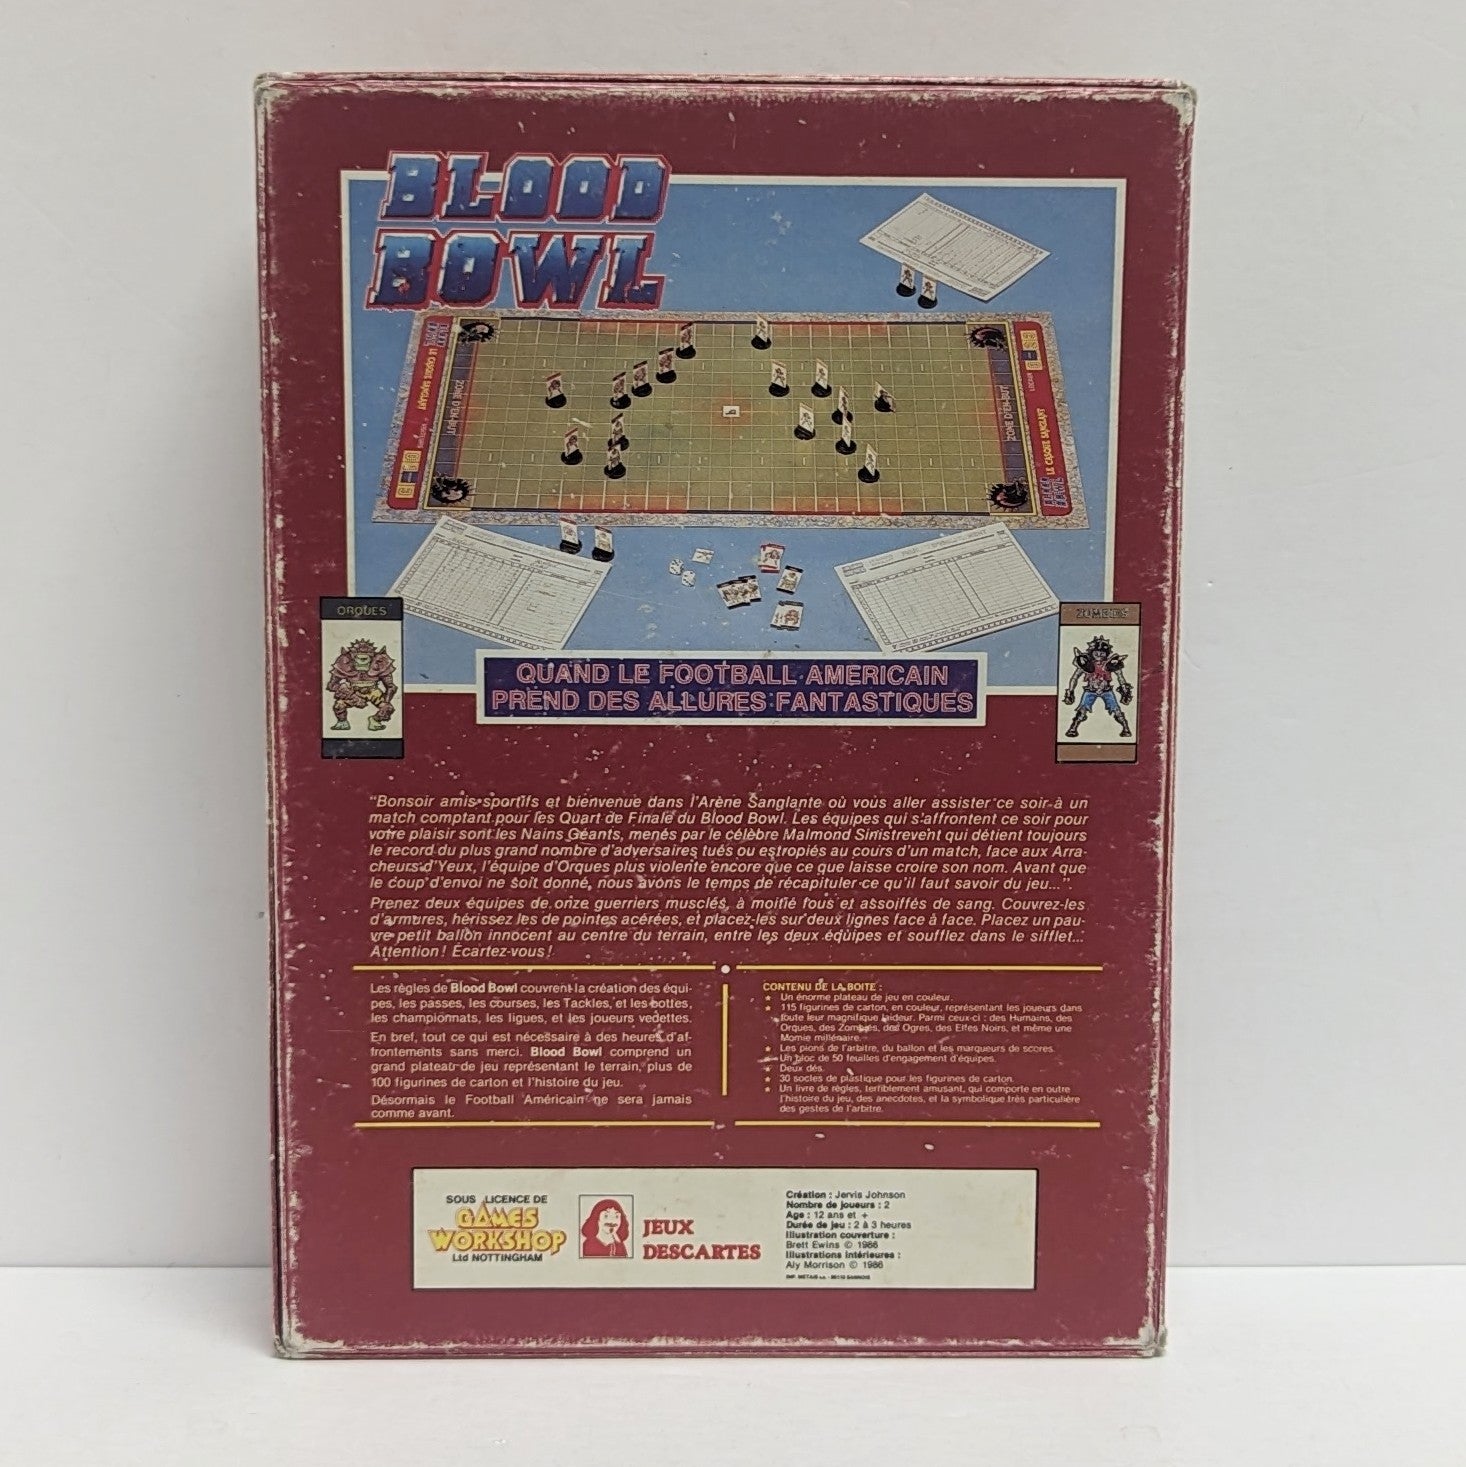 BLOOD
BOWL
BLOOD
BOWL
LE CASQUE SANGLANT
ZONE D'EN-BUT
ZONE D'EN-BUT
LE CASQUE SANGLANT
BLOOD
BOWL
ORQUES
ZOMBIES
QUAND LE FOOTBALL AMERICAIN
PREND DES ALLURES FANTASTIQUES
"Bonsoir amis sportifs et bienvenue dans l'Arène Sanglante où vous aller assister ce soir à un
match comptant pour les Quart de Finale du Blood Bowl. Les équipes qui s'affrontent ce soir pour
votre plaisir sont les Nains Géants, menés par le célèbre Malmond Sinistrevent qui détient toujours
le record du plus grand nombre d'adversaires tués ou estropiés au cours d'un match, face aux Arra-
cheurs d'Yeux, l'équipe d'Orques plus violente encore que ce que laisse croire son nom. Avant que
le coup d'envoi ne soit donné, nous avons le temps de récapituler ce qu'il faut savoir du jeu...".
Prenez deux équipes de onze guerriers musclés, à moitié fous et assoiffés de sang. Couvrez-les
d'armures, hérissez les de pointes acérées, et placez-les sur deux lignes face à face. Placez un pau-
vre petit ballon innocent au centre du terrain, entre les deux équipes et soufflez dans le sifflet...
Attention ! Ecartez-vous !
Les règles de Blood Bowl couvrent la création des équi-
pes, les passes, les courses, les Tackles, et les bottes,
les championnats, les ligues, et les joueurs vedettes.
En bref, tout ce qui est nécessaire à des heures d'af-
frontements sans merci. Blood Bowl comprend un
grand plateau de jeu représentant le terrain, plus de
100 figurines de carton et l'histoire du jeu.
Désormais le Football Américain ne sera jamais
comme avant.
CONTENU DE LA BOITE :
★ Un énorme plateau de jeu en couleur.
★ 115 figurines de carton, en couleur, représentant les joueurs dans
toute leur magnifique laideur. Parmi ceux-ci : des Humains, des
Orques, des Zombies, des Ogres, des Elfes Noirs, et même une
Momie millénaire.
★ Les pions de l'arbitre, du ballon et les marqueurs de scores.
★ Un bloc de 50 feuilles d'engagement d'équipes.
★ Deux dés.
★ 30 socles de plastique pour les figurines de carton.
★ Un livre de règles, terriblement amusant, qui comporte en outre
l'histoire du jeu, des anecdotes, et la symbolique très particulière
des gestes de l'arbitre.
SOUS LICENCE DE
GAMES
WORKSHOP
Ltd NOTTINGHAM
JEUX
DESCARTES
Création : Jervis Johnson
Nombre de joueurs : 2
Age : 12 ans et +
Durée de jeu : 2 à 3 heures
Illustration couverture :
Brett Ewins © 1986
Illustrations intérieures :
Aly Morrison © 1986